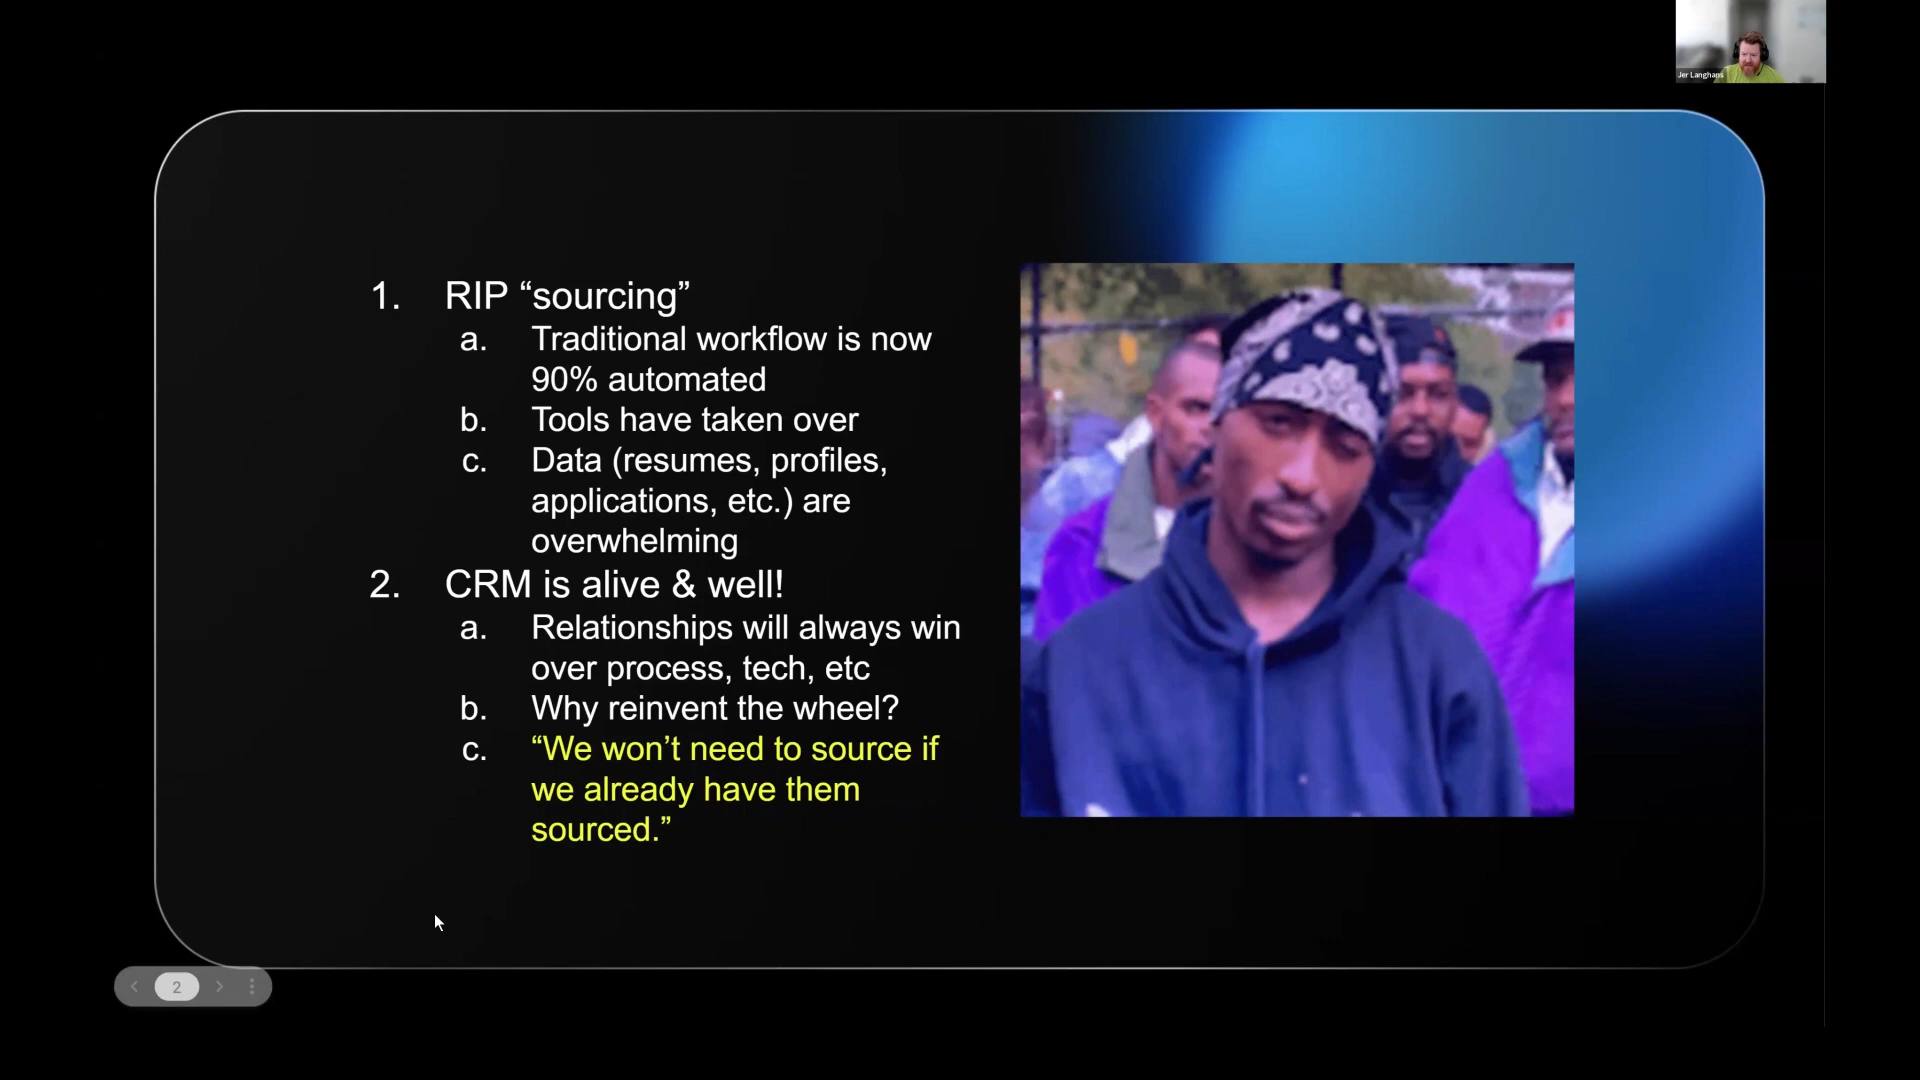 Jer Langhans
1. RIP “sourcing”
a. Traditional workflow is now
90% automated
b. Tools have taken over
c. Data (resumes, profiles,
applications, etc.) are
overwhelming
2. CRM is alive & well!
a. Relationships will always win
over process, tech, etc
b. Why reinvent the wheel?
c. “We won’t need to source if
we already have them
sourced.”
2